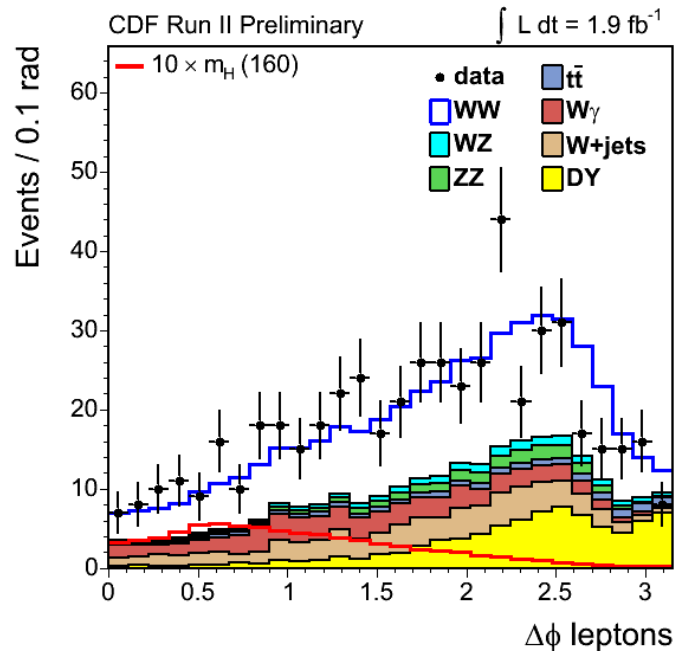 CDF Run II Preliminary
∫ L dt = 1.9 fb⁻¹
10 × m_H (160)
data
WW
WZ
ZZ
tt̄
Wγ
W+jets
DY
Events / 0.1 rad
60
50
40
30
20
10
0
0 0.5 1 1.5 2 2.5 3
Δϕ leptons